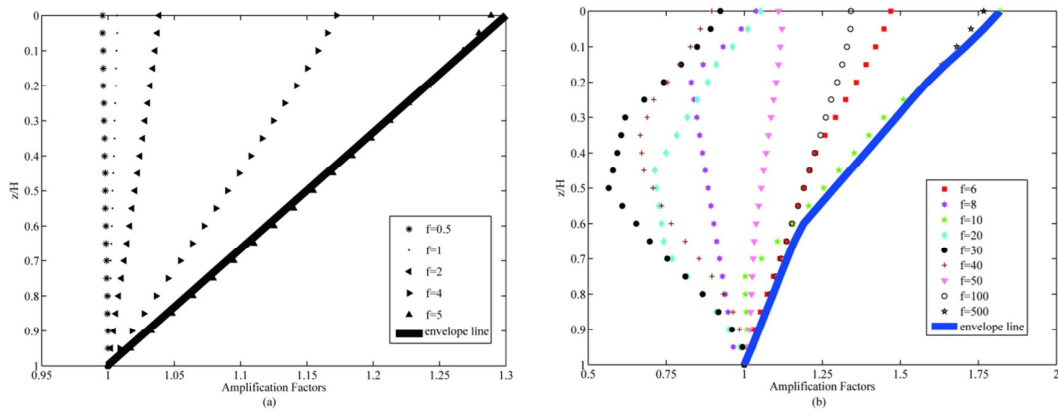 0
0.1
0.2
0.3
0.4
0.5
0.6
0.7
0.8
0.9
1
z/H
0.95
1
1.05
1.1
1.15
1.2
1.25
1.3
Amplification Factors
(a)
f=0.5
f=1
f=2
f=4
f=5
envelope line
0
0.1
0.2
0.3
0.4
0.5
0.6
0.7
0.8
0.9
1
z/H
0.5
0.75
1
1.25
1.5
1.75
2
Amplification Factors
(b)
f=6
f=8
f=10
f=20
f=30
f=40
f=50
f=100
f=500
envelope line